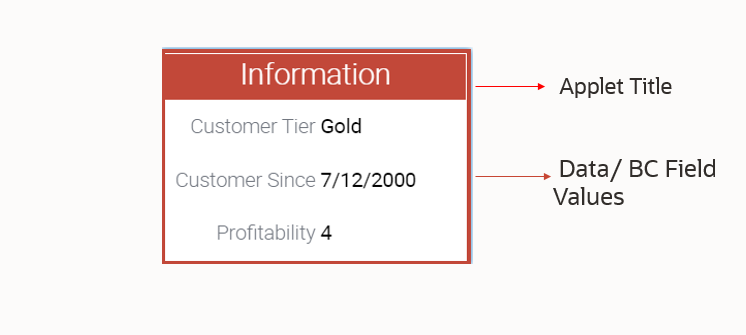 Information
Applet Title
Customer Tier Gold
Customer Since 7/12/2000
Data/ BC Field
Values
Profitability 4